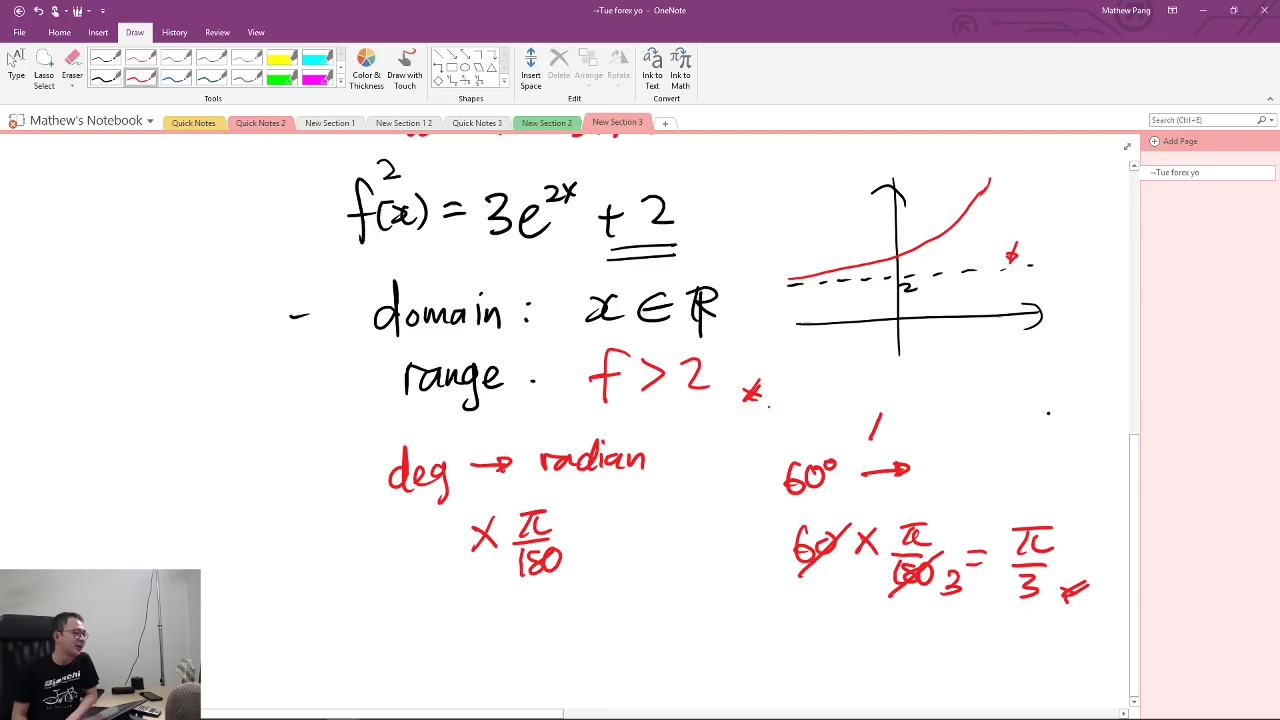 →Tue forex yo - OneNote
Mathew Pang
File Home Insert Draw History Review View
Type
Lasso Select
Eraser
Color & Thickness
Draw with Touch
Insert Space
Delete
Arrange
Rotate
Ink to Text
Ink to Math
Tools
Shapes
Edit
Convert
Mathew's Notebook
Quick Notes
Quick Notes 2
New Section 1
New Section 1 2
Quick Notes 3
New Section 2
New Section 3
Search (Ctrl+E)
Add Page
→Tue forex yo
2
f(x) = 3e^{2x} + 2
2
- domain : x ∈ ℝ
range . f > 2
deg → radian
60° →
× π/180
60 × π/180 3 = π/3
Bianchi